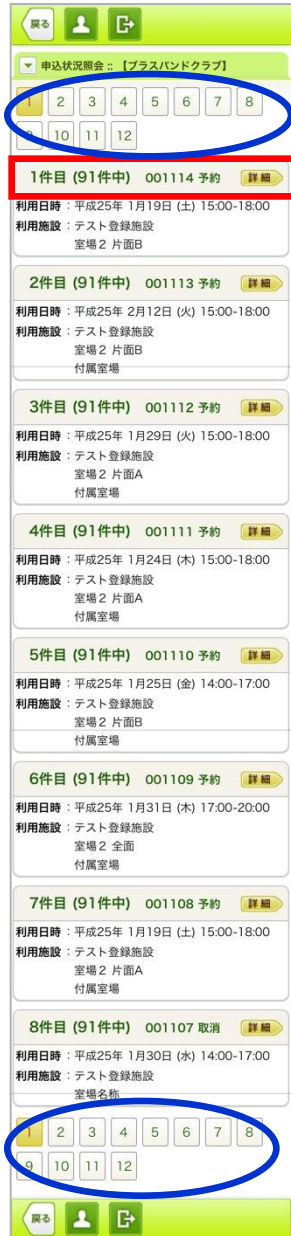 戻る
申込状況照会 :: 【ブラスバンドクラブ】
1 2 3 4 5 6 7 8
9 10 11 12
1件目 (91件中) 001114 予約 詳細
利用日時：平成25年 1月19日 (土) 15:00-18:00
利用施設：テスト登録施設
室場２ 片面B
2件目 (91件中) 001113 予約 詳細
利用日時：平成25年 2月12日 (火) 15:00-18:00
利用施設：テスト登録施設
室場２ 片面B
付属室場
3件目 (91件中) 001112 予約 詳細
利用日時：平成25年 1月29日 (火) 15:00-18:00
利用施設：テスト登録施設
室場２ 片面A
付属室場
4件目 (91件中) 001111 予約 詳細
利用日時：平成25年 1月24日 (木) 15:00-18:00
利用施設：テスト登録施設
室場２ 片面A
付属室場
5件目 (91件中) 001110 予約 詳細
利用日時：平成25年 1月25日 (金) 14:00-17:00
利用施設：テスト登録施設
室場２ 片面B
付属室場
6件目 (91件中) 001109 予約 詳細
利用日時：平成25年 1月31日 (木) 17:00-20:00
利用施設：テスト登録施設
室場２ 全面
付属室場
7件目 (91件中) 001108 予約 詳細
利用日時：平成25年 1月19日 (土) 15:00-18:00
利用施設：テスト登録施設
室場２ 片面A
付属室場
8件目 (91件中) 001107 取消 詳細
利用日時：平成25年 1月30日 (水) 14:00-17:00
利用施設：テスト登録施設
室場名称
1 2 3 4 5 6 7 8
9 10 11 12
戻る